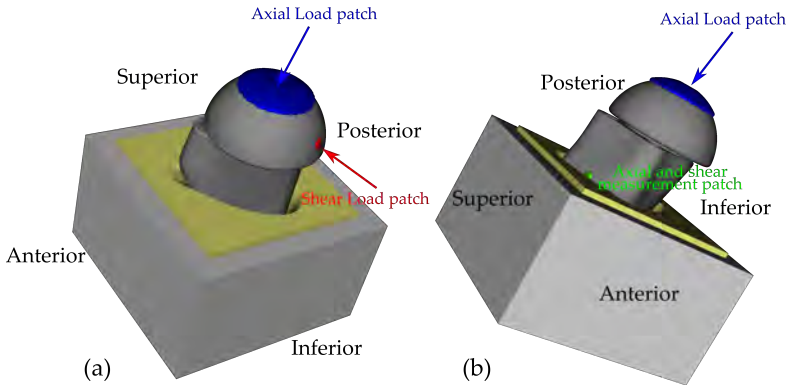 Axial Load patch
Superior
Posterior
Shear Load patch
Anterior
Inferior
(a)
Axial Load patch
Posterior
Axial and shear
measurement patch
Superior
Inferior
Anterior
(b)